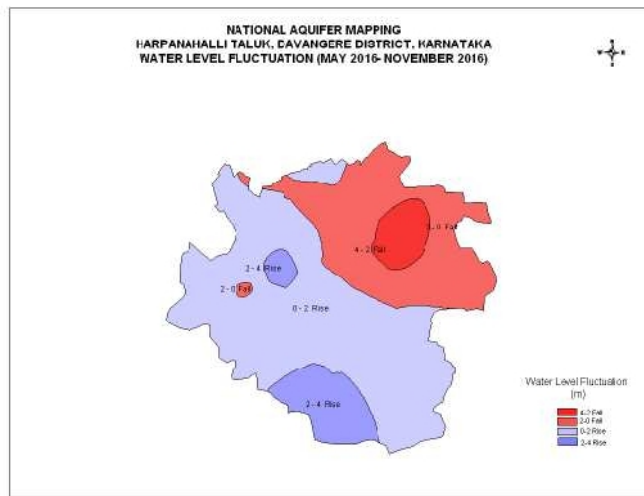 NATIONAL AQUIFER MAPPING
HARPANAHALLI TALUK, DAVANGERE DISTRICT, KARNATAKA
WATER LEVEL FLUCTUATION (MAY 2016- NOVEMBER 2016)
Fall
4 - 2 Fall
2 - 4 Rise
2 - 0 Fall
0 - 2 Rise
2 - 4 Rise
Water Level Fluctuation
(m)
4-2 Fall
2-0 Fall
0-2 Rise
2-4 Rise